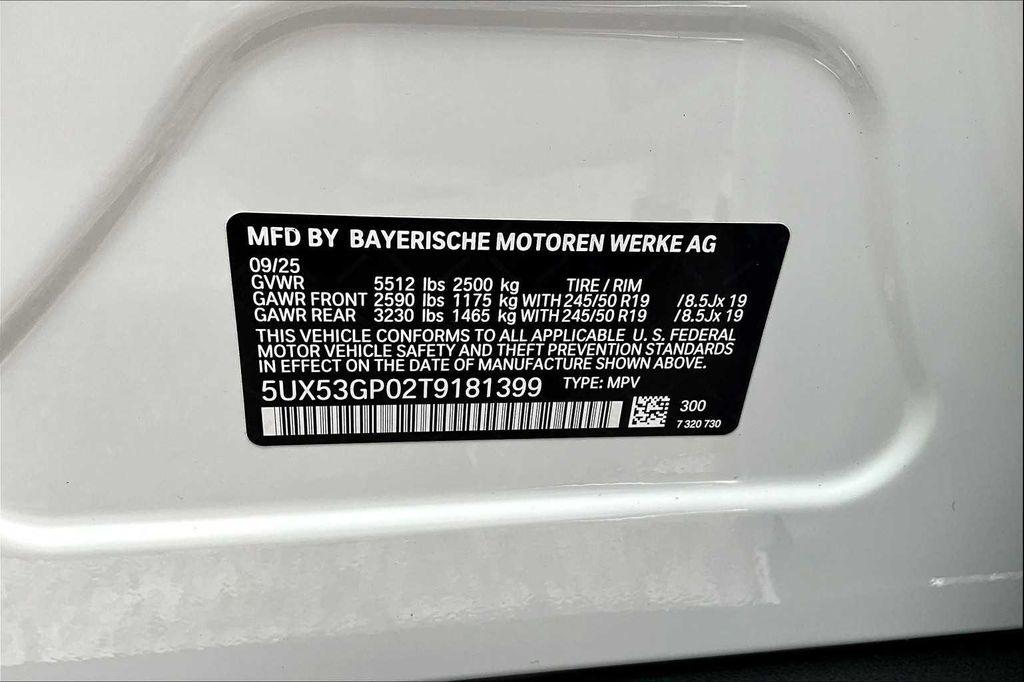 MFD BY BAYERISCHE MOTOREN WERKE AG
09/25
GVWR 5512 lbs 2500 kg TIRE / RIM
GAWR FRONT 2590 lbs 1175 kg WITH 245/50 R19 / 8.5Jx 19
GAWR REAR 3230 lbs 1465 kg WITH 245/50 R19 / 8.5Jx 19
THIS VEHICLE CONFORMS TO ALL APPLICABLE U. S. FEDERAL
MOTOR VEHICLE SAFETY AND THEFT PREVENTION STANDARDS
IN EFFECT ON THE DATE OF MANUFACTURE SHOWN ABOVE.
5UX53GP02T9181399 TYPE: MPV
300
7 320 730